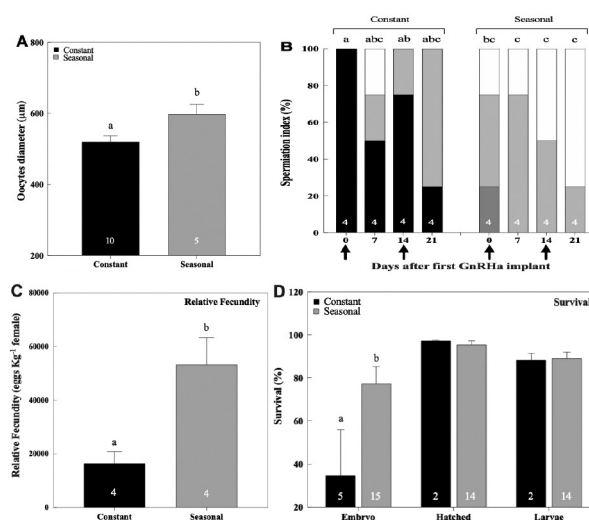 A
800
600
400
200
Oocytes diameter (µm)
Constant
Seasonal
a
b
10
5
Constant
Seasonal
B
Constant
Seasonal
a abc ab abc bc c c c
100
80
60
40
20
0
Spermiation index (%)
4 4 4 4 4 4 4 4
0 7 14 21 0 7 14 21
Days after first GnRHa implant
C
Relative Fecundity
80000
60000
40000
20000
0
Relative Fecundity (eggs Kg⁻¹ female)
a
b
4
4
Constant
Seasonal
D
Survival
Constant
Seasonal
120
100
80
60
40
20
Survival (%)
a
b
5 15 2 14 2 14
Embryo Hatched Larvae